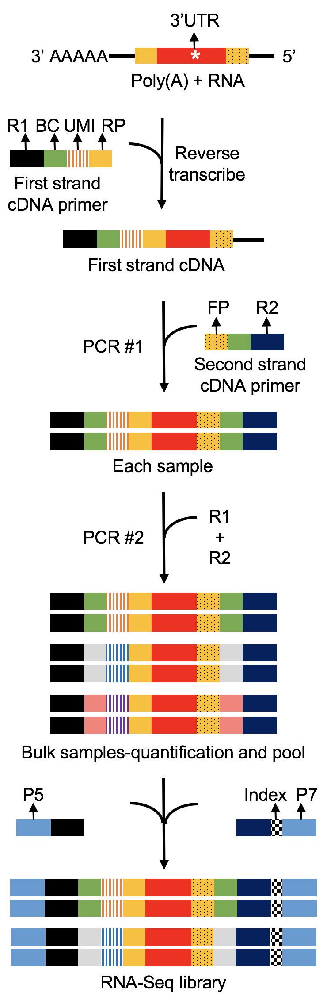 3’UTR
3’ AAAAA * 5’
Poly(A) + RNA
R1 BC UMI RP
Reverse
transcribe
First strand
cDNA primer
First strand cDNA
FP R2
PCR #1
Second strand
cDNA primer
Each sample
PCR #2
R1
+
R2
Bulk samples-quantification and pool
P5
Index P7
RNA-Seq library